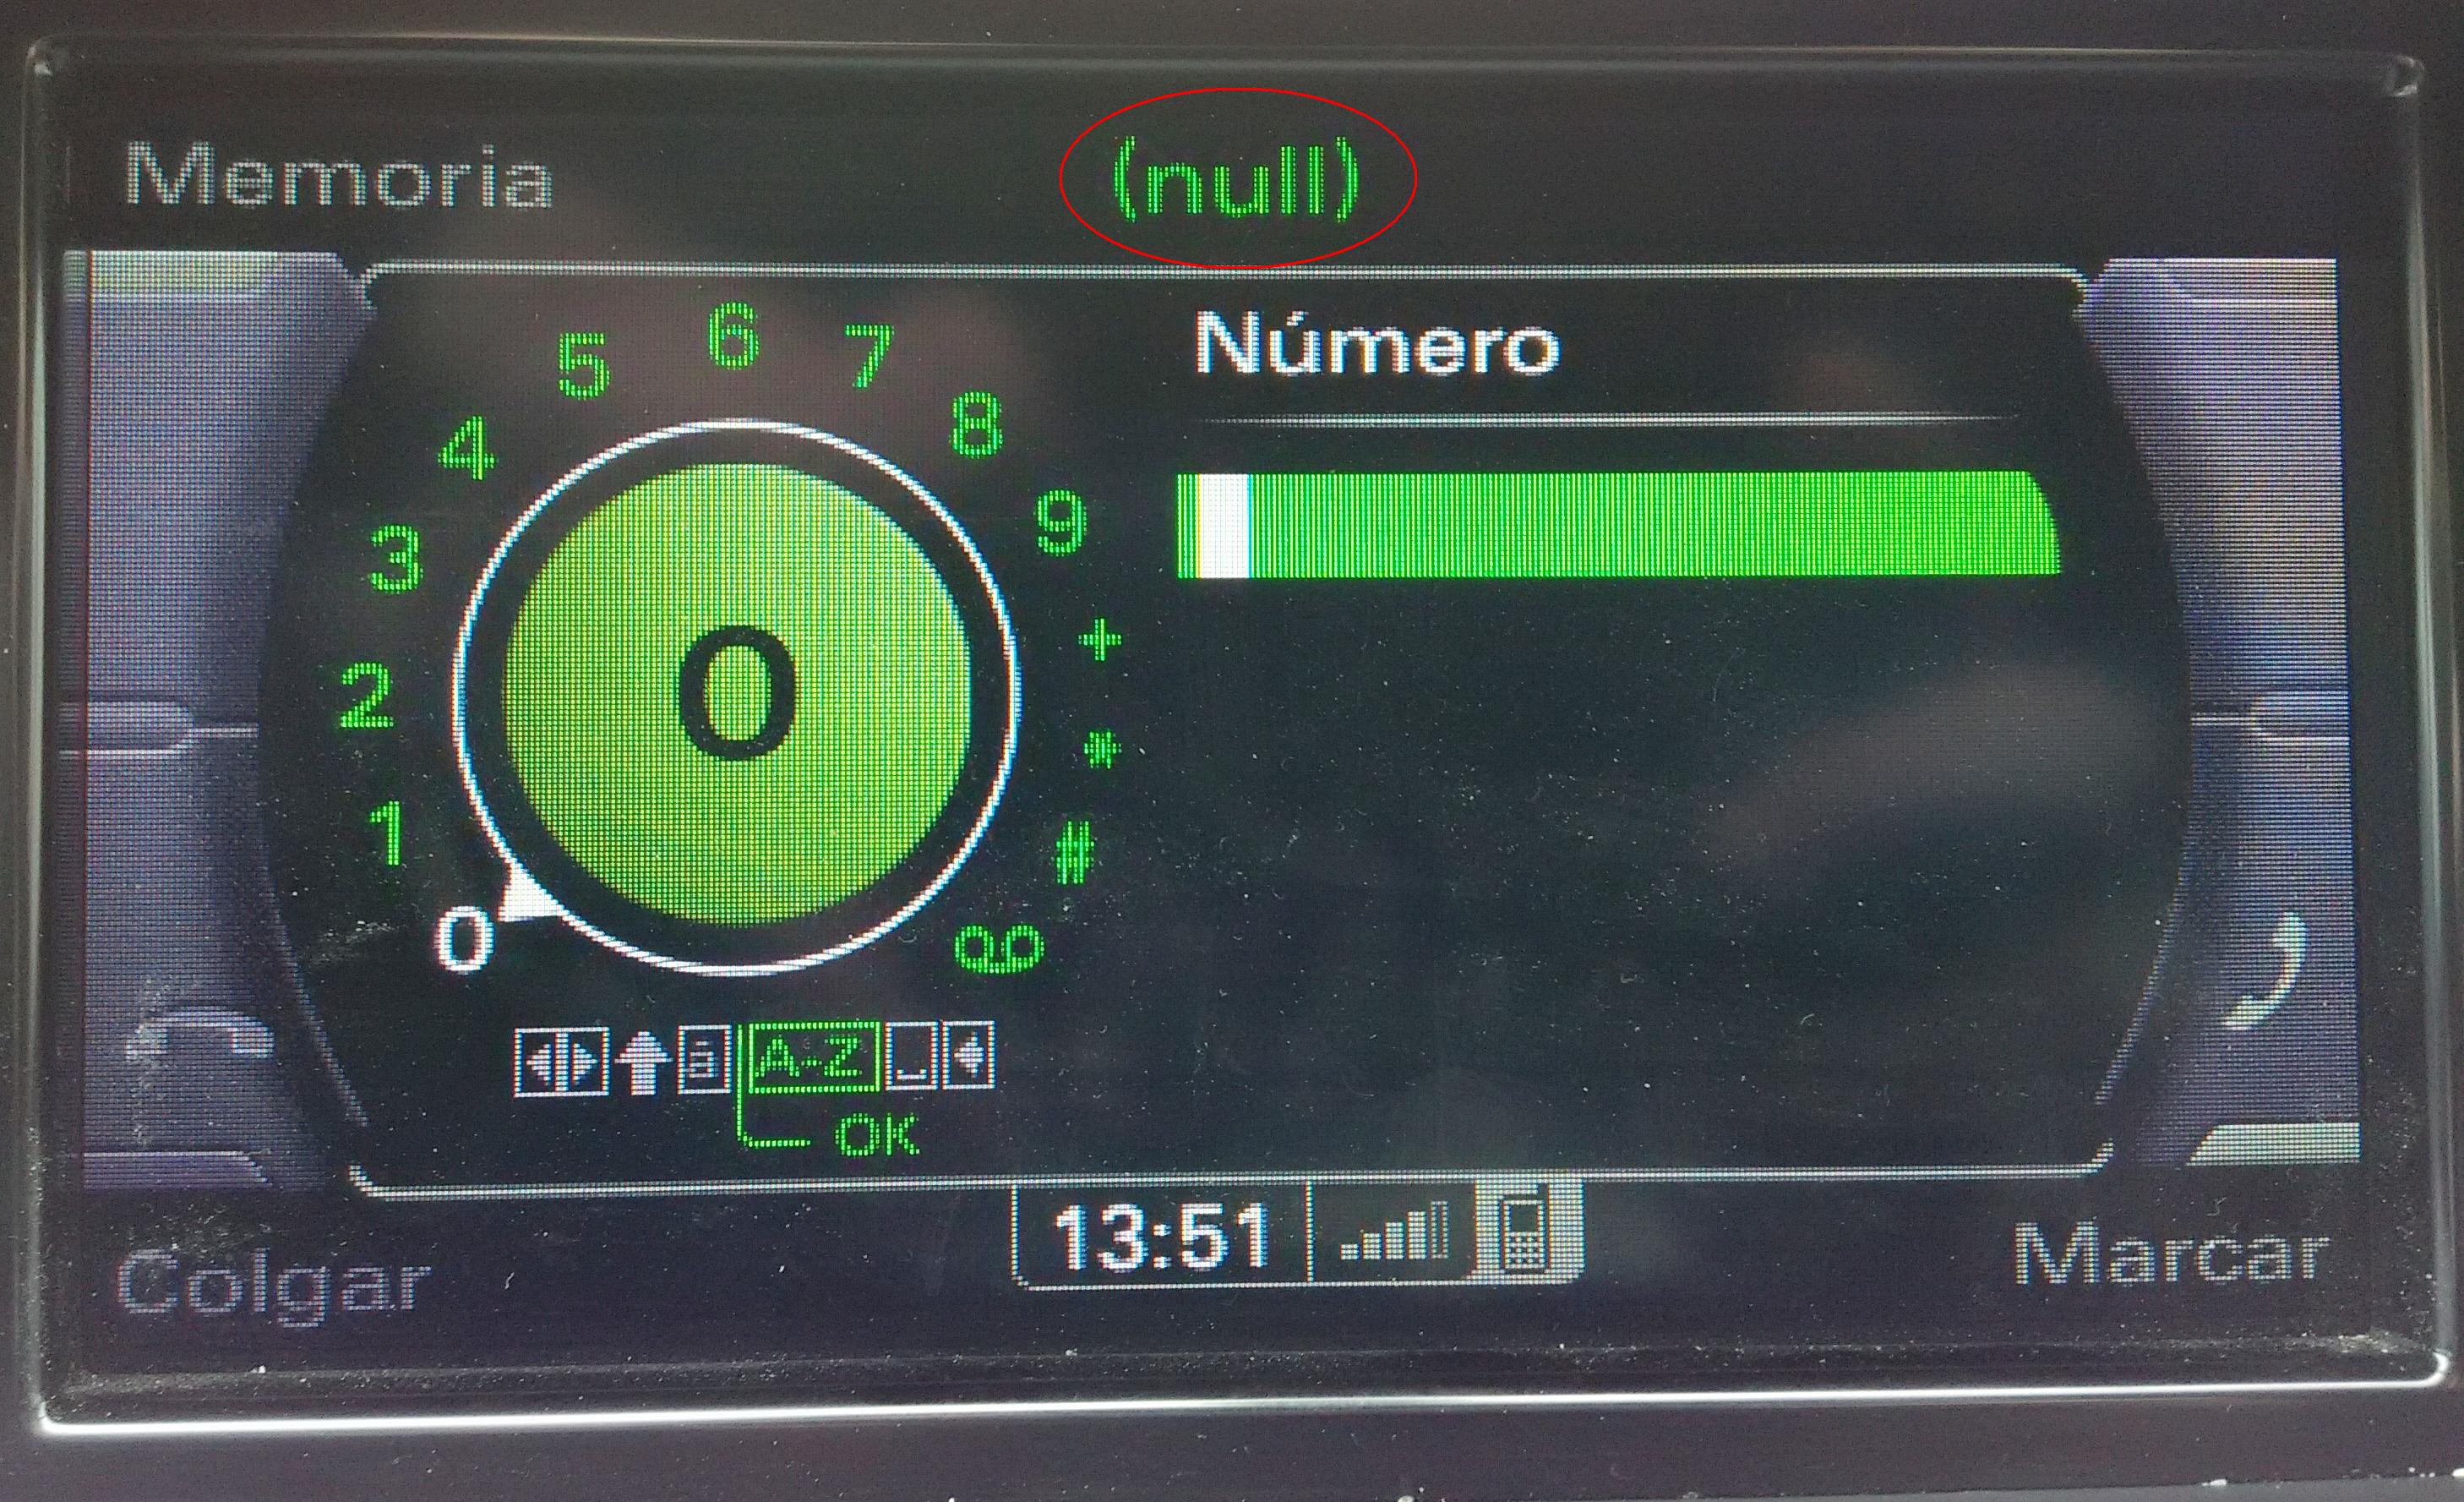 Memoria
(null)
Número
5
6
7
4
8
3
9
+
2
*
1
#
0
0
A-Z
OK
13:51
Colgar
Marcar